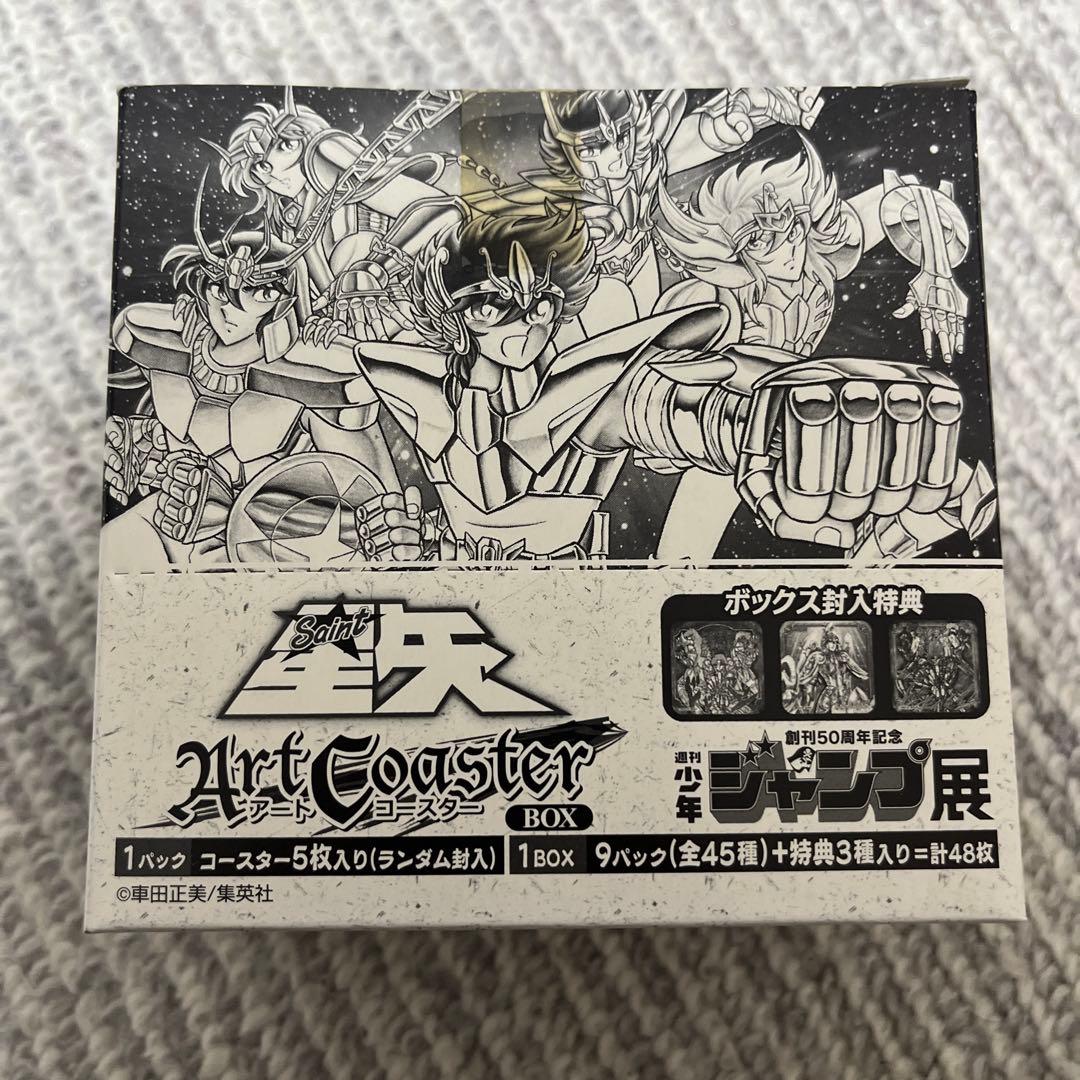 聖矢
Saint
Art Coaster
アート コースター
BOX
ボックス封入特典
創刊50周年記念
週刊
少年
ジャンプ展
1パック コースター5枚入り(ランダム封入)
1BOX 9パック(全45種)+特典3種入り=計48枚
©車田正美/集英社